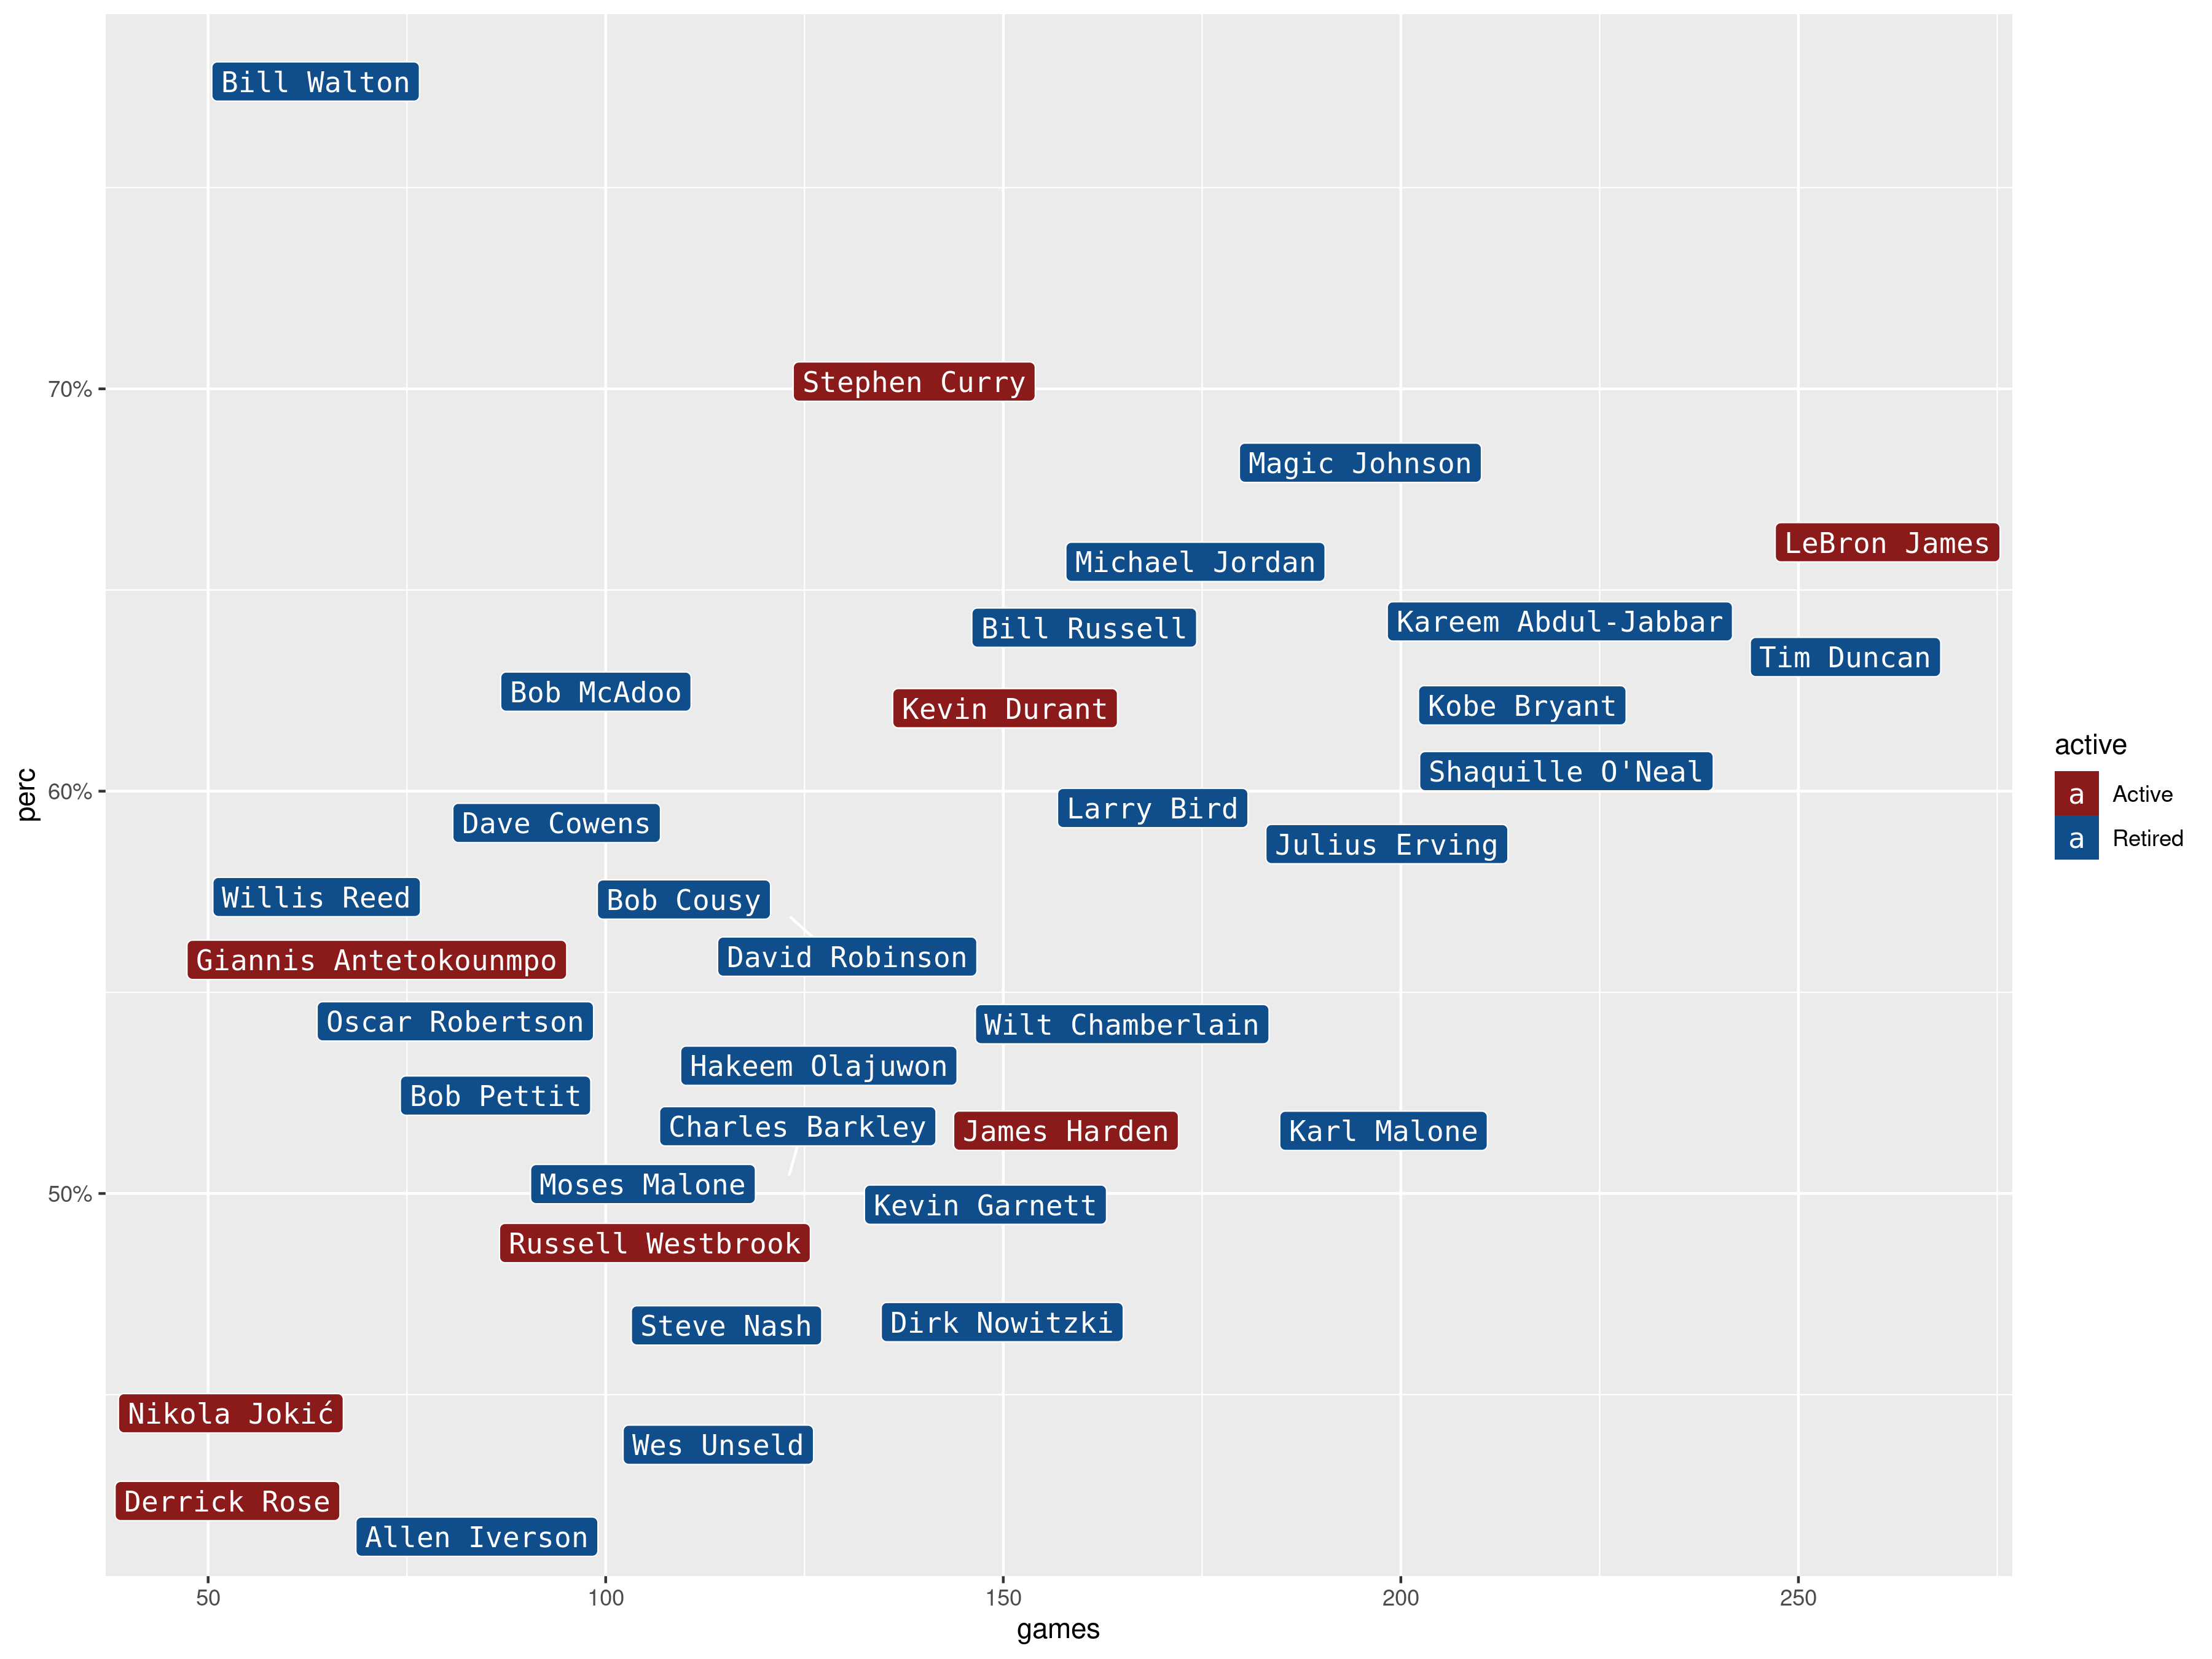 Bill Walton
70%
Stephen Curry
Magic Johnson
LeBron James
Michael Jordan
Kareem Abdul-Jabbar
Bill Russell
Tim Duncan
Bob McAdoo
Kobe Bryant
Kevin Durant
Shaquille O'Neal
60%
Larry Bird
Dave Cowens
Julius Erving
Willis Reed
Bob Cousy
David Robinson
Giannis Antetokounmpo
Oscar Robertson
Wilt Chamberlain
Hakeem Olajuwon
Bob Pettit
Charles Barkley
James Harden
Karl Malone
Moses Malone
50%
Kevin Garnett
Russell Westbrook
Dirk Nowitzki
Steve Nash
Nikola Jokić
Wes Unseld
Derrick Rose
Allen Iverson
50 100 150 200 250
games
perc
active
a Active
a Retired